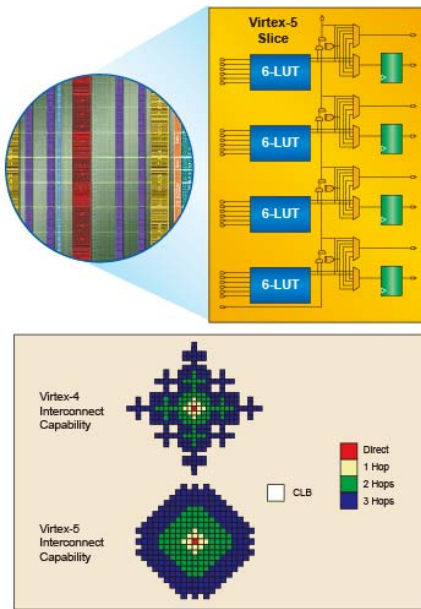 Virtex-5
Slice
6-LUT
6-LUT
6-LUT
6-LUT
Virtex-4
Interconnect
Capability
Direct
1 Hop
2 Hops
3 Hops
CLB
Virtex-5
Interconnect
Capability